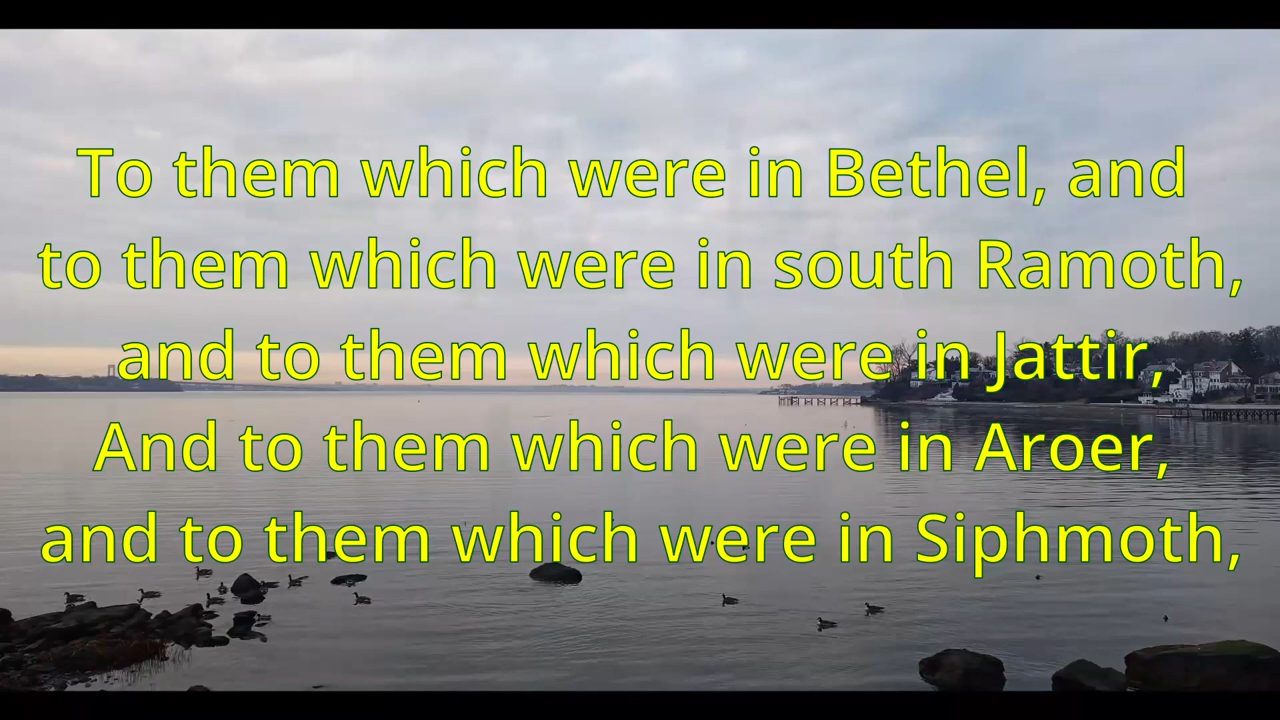 To them which were in Bethel, and
to them which were in south Ramoth,
and to them which were in Jattir,
And to them which were in Aroer,
and to them which were in Siphmoth,